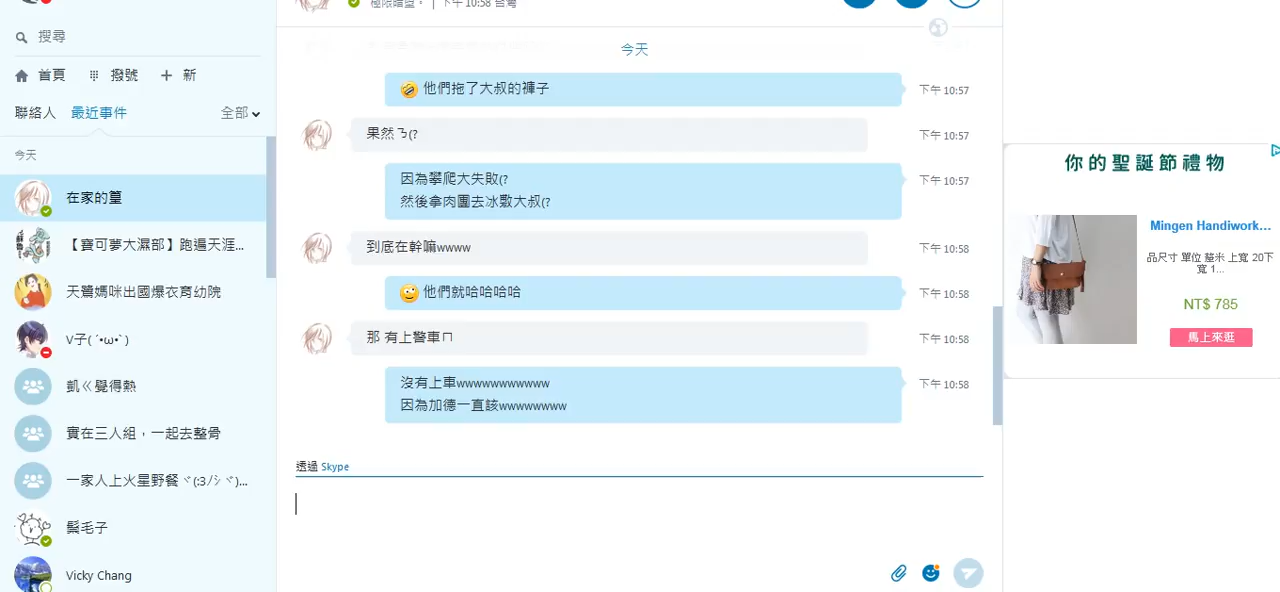 極限暗望。 | 下午 10:58 台灣
搜尋
首頁 撥號 新
聯絡人 最近事件 全部
今天
在家的篁
【寶可夢大濕部】跑遍天涯...
天鶯媽咪出國爆衣育幼院
V子( ´•ω•` )
凱ㄍ覺得熱
實在三人組，一起去整骨
一家人上火星野餐ヾ(:3ﾉｼヾ)...
鬃毛子
Vicky Chang
今天
他們拖了大叔的褲子 下午 10:57
果然ㄋ(? 下午 10:57
因為攀爬大失敗(? 下午 10:57
然後拿肉團去冰敷大叔(?
到底在幹嘛wwww 下午 10:58
他們就哈哈哈哈 下午 10:58
那 有上警車ㄇ 下午 10:58
沒有上車wwwwwwwwwww 下午 10:58
因為加德一直該wwwwwwww
透過 Skype
你的聖誕節禮物
Mingen Handiwork...
品尺寸 單位 釐米 上寬 20下
寬 1...
NT$ 785
馬上來逛